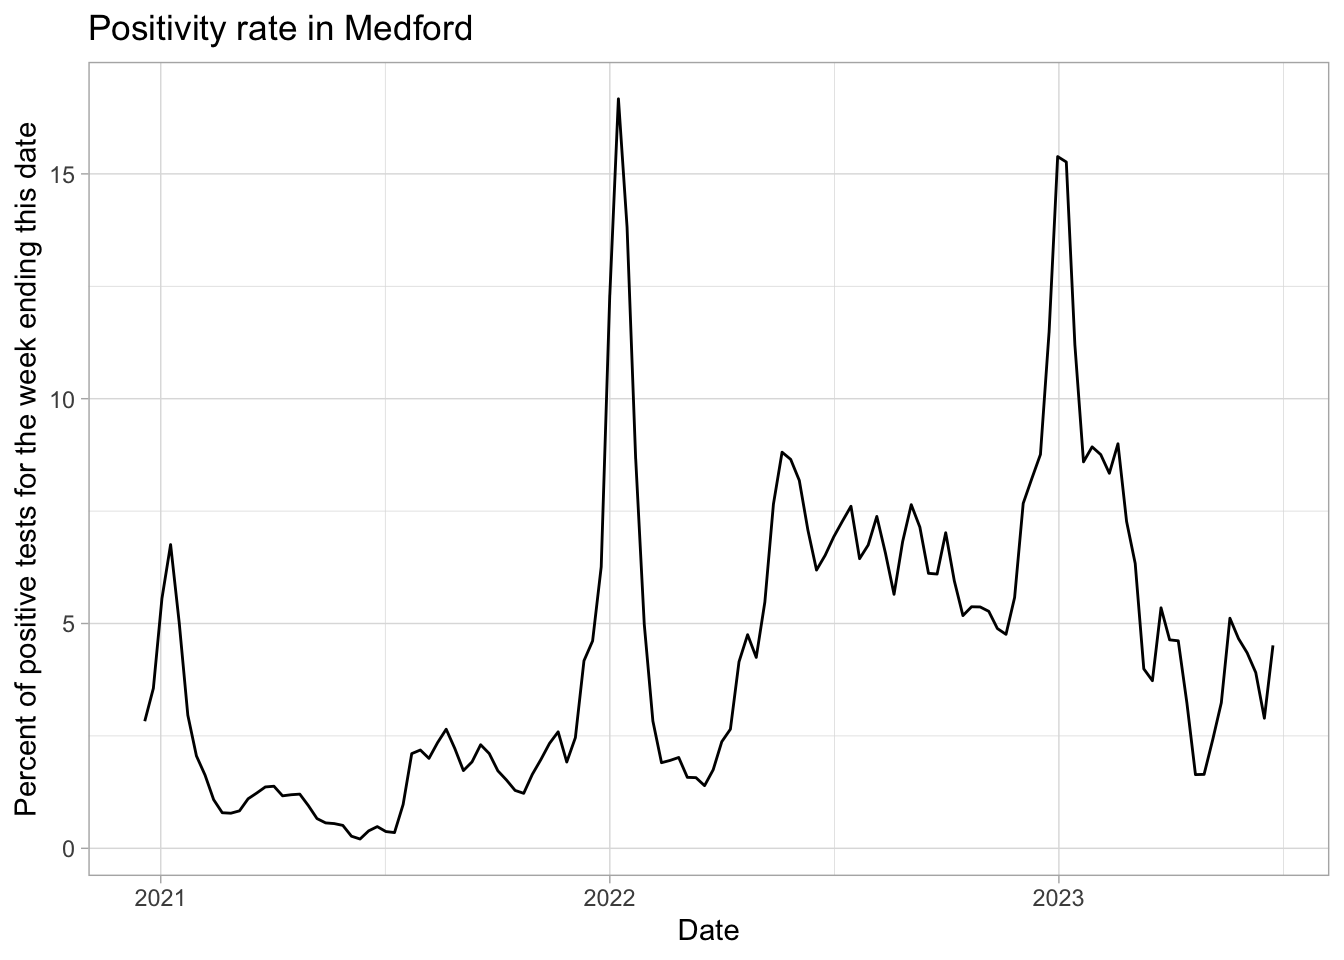 Positivity rate in Medford
Percent of positive tests for the week ending this date
15
10
5
0
2021
2022
2023
Date